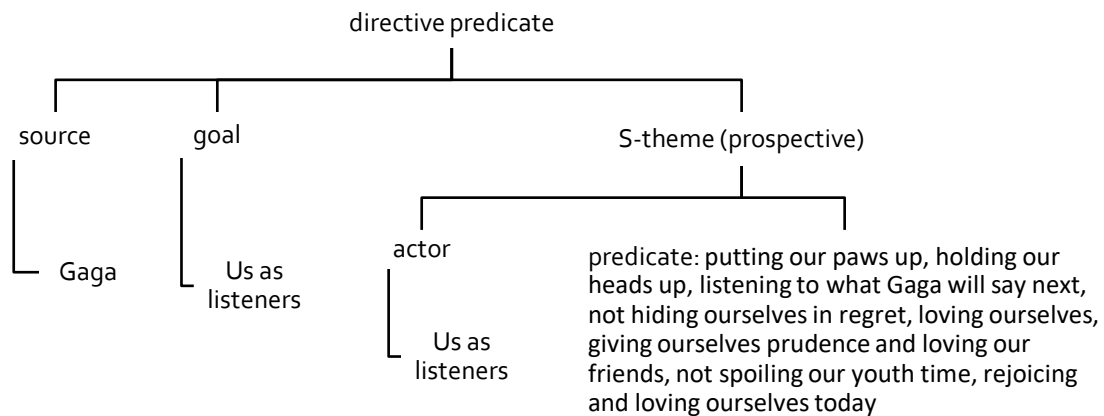 directive predicate
source
goal
S-theme (prospective)
Gaga
Us as
listeners
actor
Us as
listeners
predicate: putting our paws up, holding our
heads up, listening to what Gaga will say next,
not hiding ourselves in regret, loving ourselves,
giving ourselves prudence and loving our
friends, not spoiling our youth time, rejoicing
and loving ourselves today